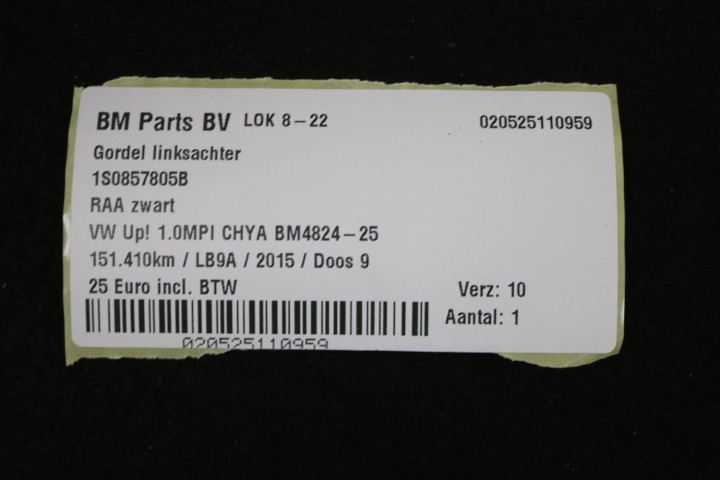 BM Parts BV LOK 8-22 020525110959
Gordel linksachter
1S0857805B
RAA zwart
VW Up! 1.0MPI CHYA BM4824-25
151.410km / LB9A / 2015 / Doos 9
25 Euro incl. BTW Verz: 10
Aantal: 1
020525110959